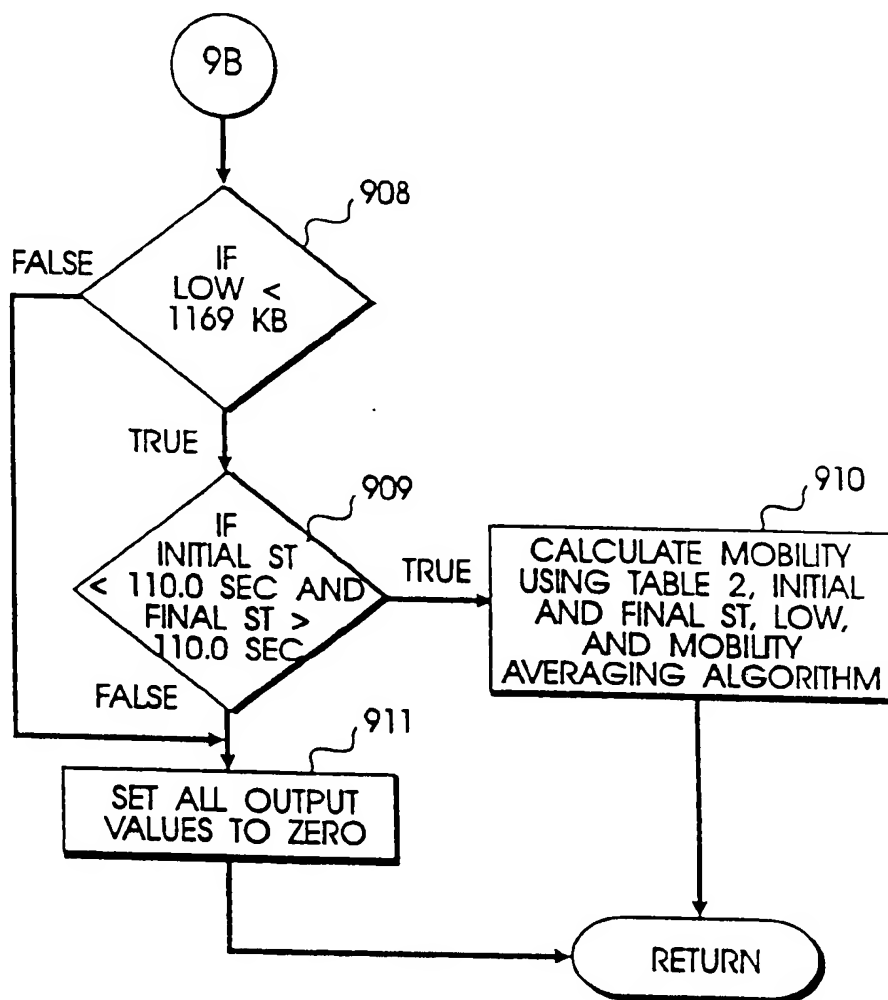 9B
908
FALSE
IF
LOW <
1169 KB
TRUE
909
IF
INITIAL ST
< 110.0 SEC AND
FINAL ST >
110.0 SEC
TRUE
FALSE
910
CALCULATE MOBILITY
USING TABLE 2, INITIAL
AND FINAL ST, LOW,
AND MOBILITY
AVERAGING ALGORITHM
911
SET ALL OUTPUT
VALUES TO ZERO
RETURN